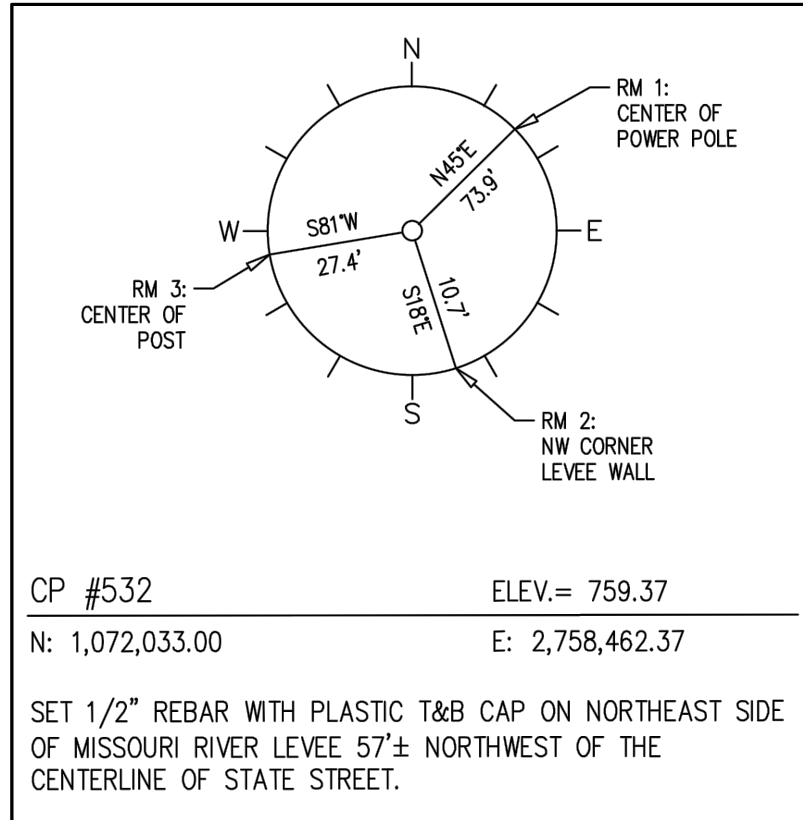 N
RM 1:
CENTER OF
POWER POLE
N45°E
73.9'
W
E
S81°W
27.4'
RM 3:
CENTER OF
POST
10.7'
S18°E
S
RM 2:
NW CORNER
LEVEE WALL
CP #532
ELEV.= 759.37
N: 1,072,033.00
E: 2,758,462.37
SET 1/2" REBAR WITH PLASTIC T&B CAP ON NORTHEAST SIDE
OF MISSOURI RIVER LEVEE 57'± NORTHWEST OF THE
CENTERLINE OF STATE STREET.